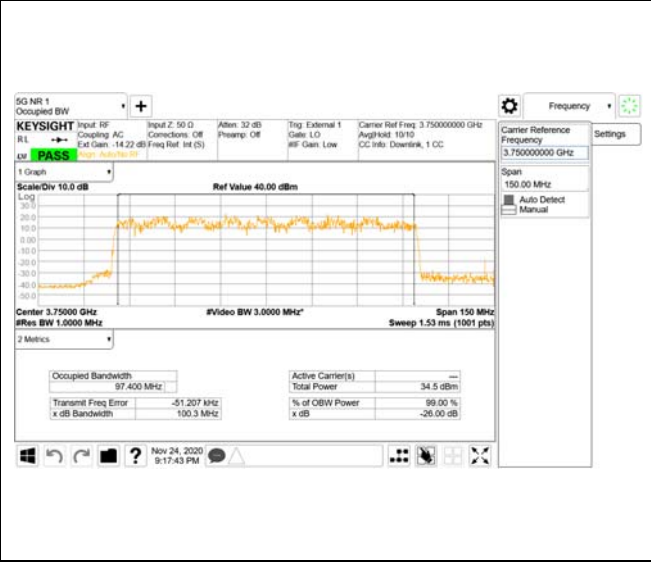 5G NR 1
Occupied BW
Frequency
KEYSIGHT
R L
PASS
Input: RF
Coupling: AC
Ext Gain: -14.22 dB
Align: Auto/No RF
Input Z: 50 Ω
Corrections: Off
Freq Ref: Int (S)
Atten: 32 dB
Preamp: Off
Trig: External 1
Gate: LO
#IF Gain: Low
Carrier Ref Freq: 3.750000000 GHz
Avg|Hold: 10/10
CC Info: Downlink, 1 CC
Carrier Reference
Frequency
3.750000000 GHz
Settings
Span
150.00 MHz
Auto Detect
Manual
1 Graph
Scale/Div 10.0 dB
Ref Value 40.00 dBm
Log
30.0
20.0
10.0
0.00
-10.0
-20.0
-30.0
-40.0
-50.0
Center 3.75000 GHz
#Video BW 3.0000 MHz*
Span 150 MHz
#Res BW 1.0000 MHz
Sweep 1.53 ms (1001 pts)
2 Metrics
Occupied Bandwidth
97.400 MHz
Transmit Freq Error -51.207 kHz
x dB Bandwidth 100.3 MHz
Active Carrier(s) ---
Total Power 34.5 dBm
% of OBW Power 99.00 %
x dB -26.00 dB
?
Nov 24, 2020
9:17:43 PM